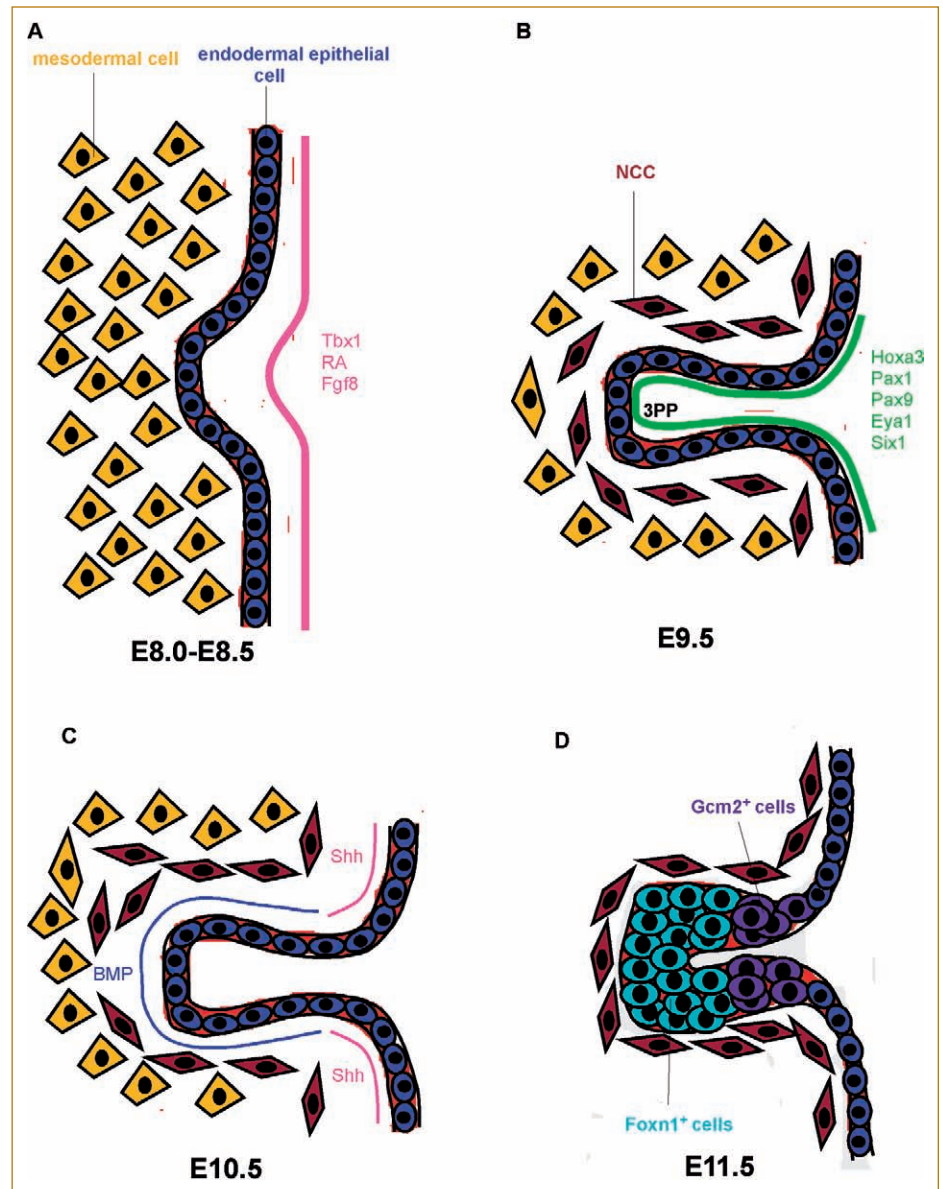 A
mesodermal cell
endodermal epithelial
cell
Tbx1
RA
Fgf8
E8.0-E8.5
B
NCC
3PP
Hoxa3
Pax1
Pax9
Eya1
Six1
E9.5
C
Shh
BMP
Shh
E10.5
D
Gcm2⁺ cells
Foxn1⁺ cells
E11.5